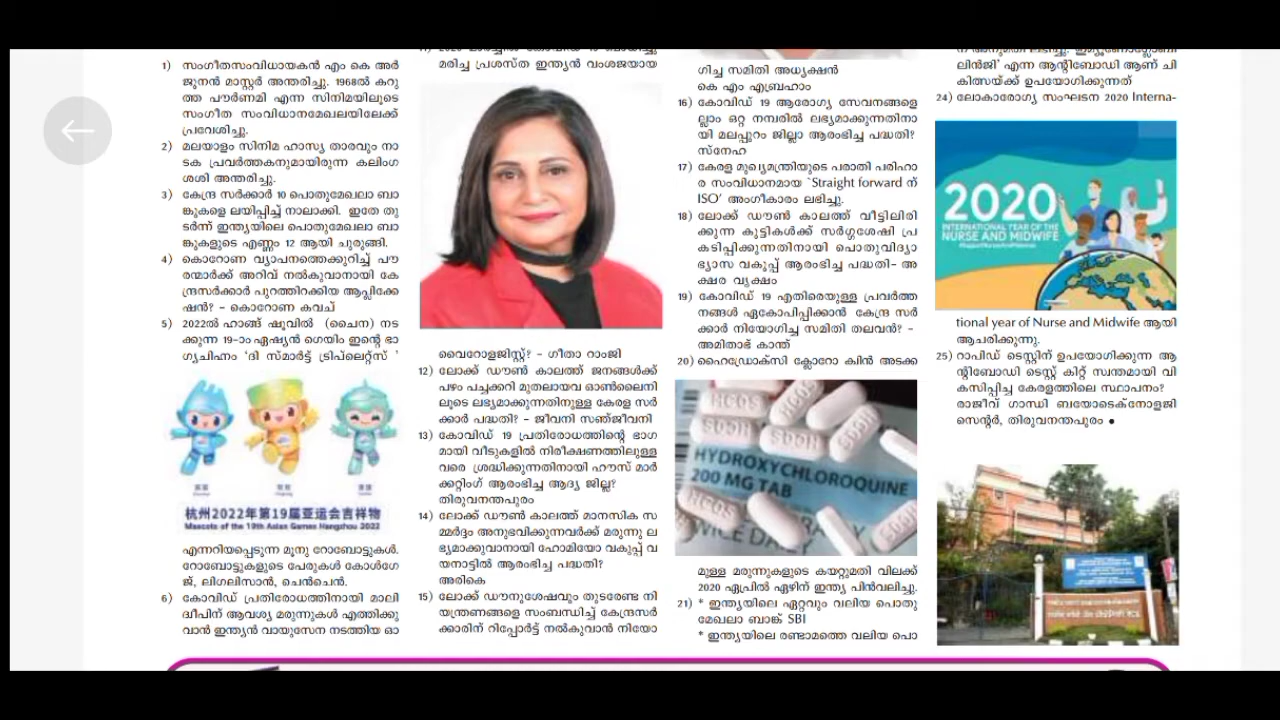 1) സംഗീതസംവിധായകൻ എം കെ അർ
ജുനൻ മാസ്റ്റർ അന്തരിച്ചു. 1968ൽ കറു
ത്ത പൗർണമി എന്ന സിനിമയിലൂടെ
സംഗീത സംവിധാനമേഖലയിലേക്ക്
പ്രവേശിച്ചു.
2) മലയാളം സിനിമ ഹാസ്യ താരവും നാ
ടക പ്രവർത്തകനുമായിരുന്ന കലിംഗ
ശശി അന്തരിച്ചു.
3) കേന്ദ്ര സർക്കാർ 10 പൊതുമേഖലാ ബാ
ങ്കുകളെ ലയിപ്പിച്ച് നാലാക്കി. ഇതേ തു
ടർന്ന് ഇന്ത്യയിലെ പൊതുമേഖലാ ബാ
ങ്കുകളുടെ എണ്ണം 12 ആയി ചുരുങ്ങി.
4) കൊറോണ വ്യാപനത്തെക്കുറിച്ച് പൗ
രന്മാർക്ക് അറിവ് നൽകുവാനായി കേ
ന്ദ്രസർക്കാർ പുറത്തിറക്കിയ ആപ്ലിക്കേ
ഷൻ? - കൊറോണ കവച്
5) 2022ൽ ഹാങ്ങ് ഷൂവിൽ (ചൈന) നട
ക്കുന്ന 19-ാം ഏഷ്യൻ ഗെയിം ഇന്റെ ഭാ
ഗ്യചിഹ്നം 'ദി സ്മാർട്ട് ട്രിപ്ലെറ്റ്സ് '
杭州2022年第19届亚运会吉祥物
Mascots of the 19th Asian Games Hangzhou 2022
എന്നറിയപ്പെടുന്ന മൂന്നു റോബോട്ടുകൾ.
റോബോട്ടുകളുടെ പേരുകൾ കോൾഗേ
ജ്, ലിഗലിസാൻ, ചെൻചെൻ.
6) കോവിഡ് പ്രതിരോധത്തിനായി മാലി
ദ്വീപിന് ആവശ്യ മരുന്നുകൾ എത്തിക്കു
വാൻ ഇന്ത്യൻ വായുസേന നടത്തിയ ഓ
മരിച്ച പ്രശസ്ത ഇന്ത്യൻ വംശജയായ
വൈറോളജിസ്റ്റ്? - ഗീതാ റാംജി
12) ലോക്ക് ഡൗൺ കാലത്ത് ജനങ്ങൾക്ക്
പഴം പച്ചക്കറി മുതലായവ ഓൺലൈനി
ലൂടെ ലഭ്യമാക്കുന്നതിനുള്ള കേരള സർ
ക്കാർ പദ്ധതി? - ജീവനി സഞ്ജീവനി
13) കോവിഡ് 19 പ്രതിരോധത്തിന്റെ ഭാഗ
മായി വീടുകളിൽ നിരീക്ഷണത്തിലുള്ള
വരെ ശ്രദ്ധിക്കുന്നതിനായി ഹൗസ് മാർ
ക്കറ്റിംഗ് ആരംഭിച്ച ആദ്യ ജില്ല?
തിരുവനന്തപുരം
14) ലോക്ക് ഡൗൺ കാലത്ത് മാനസിക സ
മ്മർദ്ദം അനുഭവിക്കുന്നവർക്ക് മരുന്നു ല
ഭ്യമാക്കുവാനായി ഹോമിയോ വകുപ്പ് വ
യനാട്ടിൽ ആരംഭിച്ച പദ്ധതി?
അരികെ
15) ലോക്ക് ഡൗനുശേഷവും തുടരേണ്ട നി
യന്ത്രണങ്ങളെ സംബന്ധിച്ച് കേന്ദ്രസർ
ക്കാരിന് റിപ്പോർട്ട് നൽകുവാൻ നിയോ
ഗിച്ച സമിതി അധ്യക്ഷൻ
കെ എം എബ്രഹാം
16) കോവിഡ് 19 ആരോഗ്യ സേവനങ്ങളെ
ല്ലാം ഒറ്റ നമ്പരിൽ ലഭ്യമാക്കുന്നതിനാ
യി മലപ്പുറം ജില്ലാ ആരംഭിച്ച പദ്ധതി?
സ്നേഹ
17) കേരള മുഖ്യമന്ത്രിയുടെ പരാതി പരിഹാ
ര സംവിധാനമായ `Straight forward ന്
ISO' അംഗീകാരം ലഭിച്ചു.
18) ലോക്ക് ഡൗൺ കാലത്ത് വീട്ടിലിരി
ക്കുന്ന കുട്ടികൾക്ക് സർഗ്ഗശേഷി പ്ര
കടിപ്പിക്കുന്നതിനായി പൊതുവിദ്യാ
ഭ്യാസ വകുപ്പ് ആരംഭിച്ച പദ്ധതി- അ
ക്ഷര വൃക്ഷം
19) കോവിഡ് 19 എതിരെയുള്ള പ്രവർത്ത
നങ്ങൾ ഏകോപിപ്പിക്കാൻ കേന്ദ്ര സർ
ക്കാർ നിയോഗിച്ച സമിതി തലവൻ? -
അമിതാഭ് കാന്ത്
20) ഹൈഡ്രോക്സി ക്ലോറോ ക്വിൻ അടക്ക
HYDROXYCHLOROQUINE
200 MG TAB
മുള്ള മരുന്നുകളുടെ കയറ്റുമതി വിലക്ക്
2020 ഏപ്രിൽ ഏഴിന് ഇന്ത്യ പിൻവലിച്ചു.
21) * ഇന്ത്യയിലെ ഏറ്റവും വലിയ പൊതു
മേഖലാ ബാങ്ക് SBI
* ഇന്ത്യയിലെ രണ്ടാമത്തെ വലിയ പൊ
ലിൻജി' എന്ന ആന്റിബോഡി ആണ് ചി
കിത്സയ്ക്ക് ഉപയോഗിക്കുന്നത്
24) ലോകാരോഗ്യ സംഘടന 2020 Interna-
2020
INTERNATIONAL YEAR OF THE
NURSE AND MIDWIFE
tional year of Nurse and Midwife ആയി
ആചരിക്കുന്നു.
25) റാപിഡ് ടെസ്റ്റിന് ഉപയോഗിക്കുന്ന ആ
ന്റിബോഡി ടെസ്റ്റ് കിറ്റ് സ്വന്തമായി വി
കസിപ്പിച്ച കേരളത്തിലെ സ്ഥാപനം?
രാജീവ് ഗാന്ധി ബയോടെക്നോളജി
സെന്റർ, തിരുവനന്തപുരം •